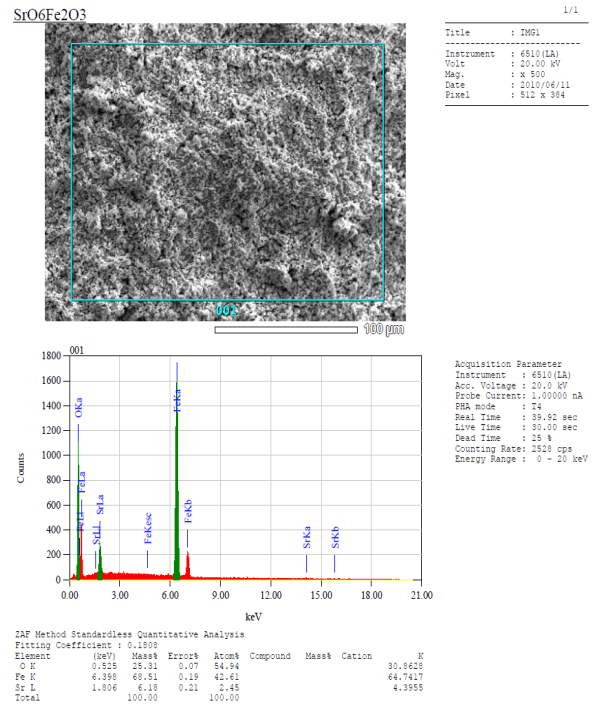 SrO6Fe2O3
1/1
Title : IMG1
Instrument : 6510(LA)
Volt : 20.00 kV
Mag. : x 500
Date : 2010/06/11
Pixel : 512 x 384
001
100 µm
001
1800
1600
1400
1200
1000
800
600
400
200
0
Counts
OKa
FeLl
FeLa
SrLl
SrLa
FeKesc
FeKa
FeKb
SrKa
SrKb
0.00 3.00 6.00 9.00 12.00 15.00 18.00 21.00
keV
Acquisition Parameter
Instrument : 6510(LA)
Acc. Voltage : 20.0 kV
Probe Current: 1.00000 nA
PHA mode : T4
Real Time : 39.92 sec
Live Time : 30.00 sec
Dead Time : 25 %
Counting Rate: 2528 cps
Energy Range : 0 - 20 keV
ZAF Method Standardless Quantitative Analysis
Fitting Coefficient : 0.1808
Element (keV) Mass% Error% Atom% Compound Mass% Cation K
O K 0.525 25.31 0.07 54.94 30.8628
Fe K 6.398 68.51 0.19 42.61 64.7417
Sr L 1.806 6.18 0.21 2.45 4.3955
Total 100.00 100.00